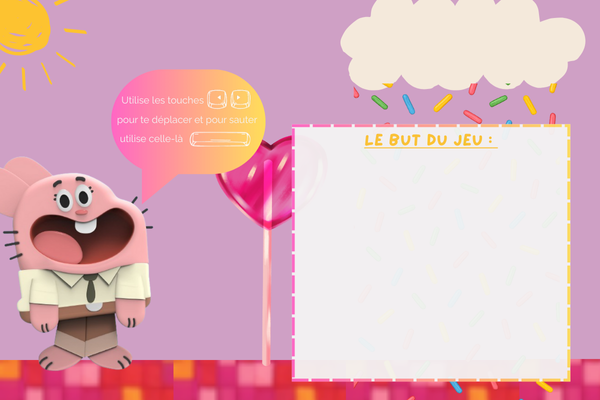 Utilise les touches
pour te déplacer et pour sauter
utilise celle-là
LE BUT DU JEU :